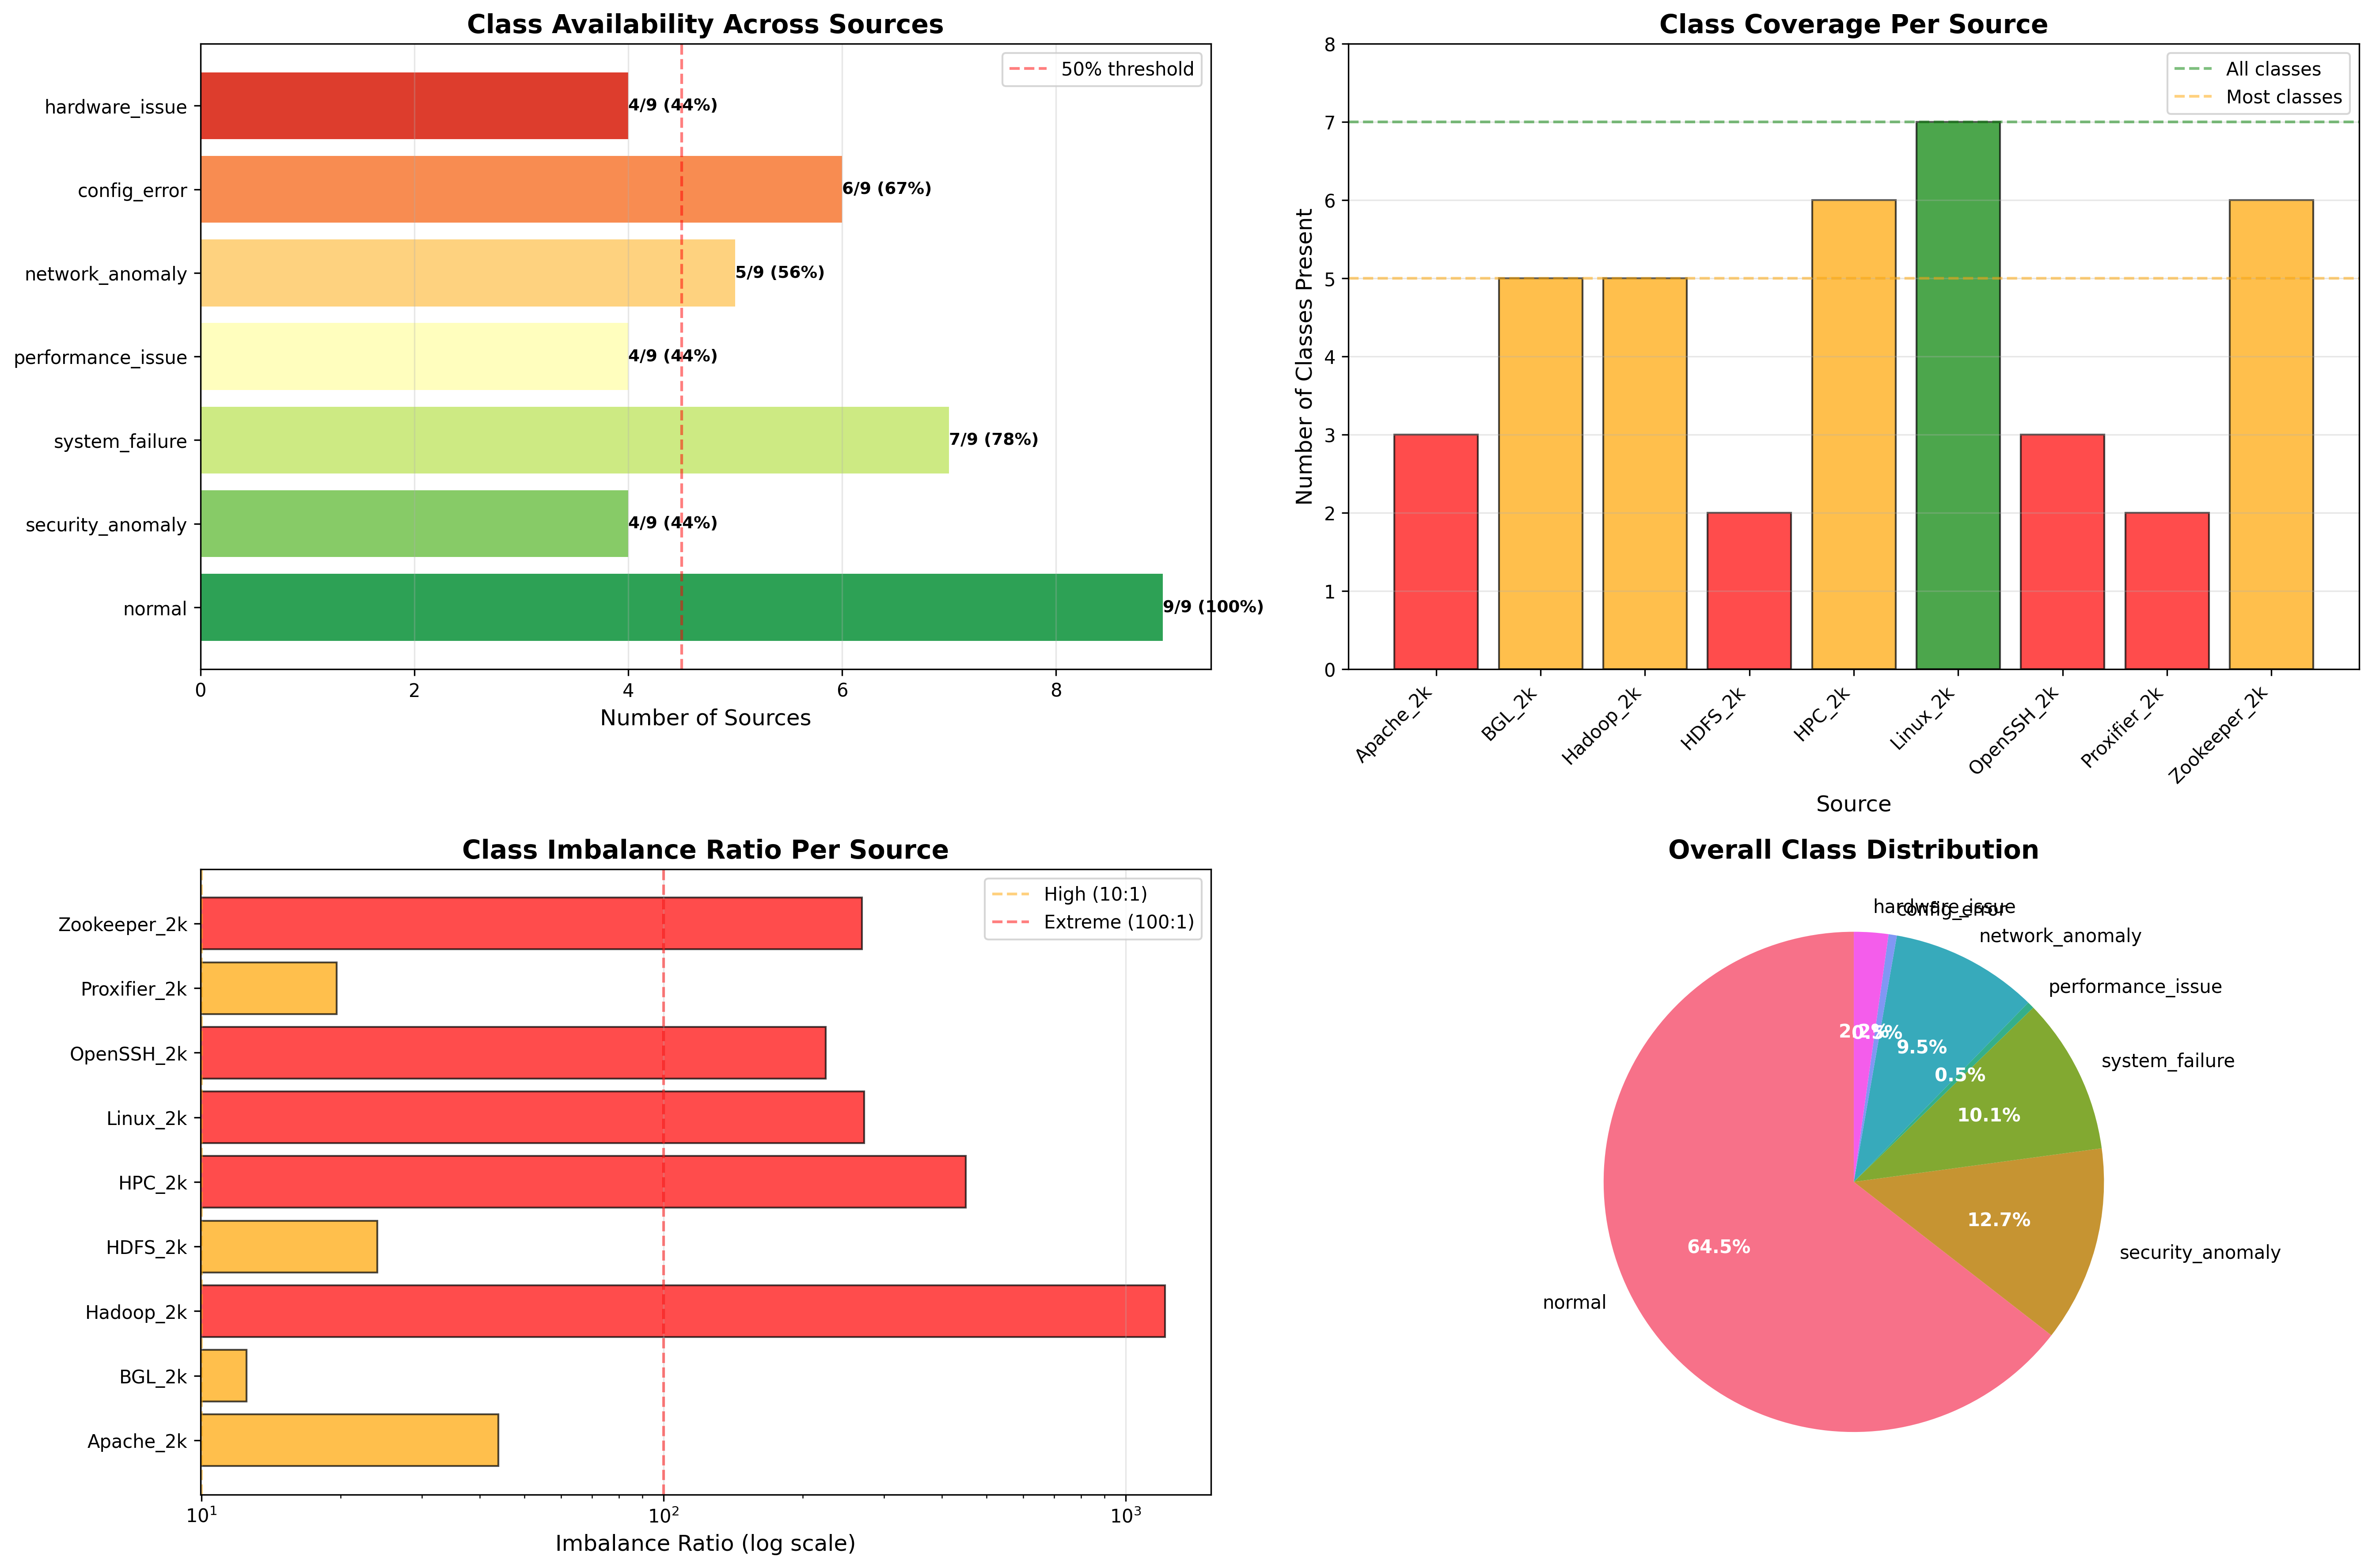 Class Availability Across Sources
50% threshold
hardware_issue
4/9 (44%)
config_error
6/9 (67%)
network_anomaly
5/9 (56%)
performance_issue
4/9 (44%)
system_failure
7/9 (78%)
security_anomaly
4/9 (44%)
normal
9/9 (100%)
0 2 4 6 8
Number of Sources
Class Coverage Per Source
All classes
Most classes
Number of Classes Present
8
7
6
5
4
3
2
1
0
Apache_2k
BGL_2k
Hadoop_2k
HDFS_2k
HPC_2k
Linux_2k
OpenSSH_2k
Proxifier_2k
Zookeeper_2k
Source
Class Imbalance Ratio Per Source
High (10:1)
Extreme (100:1)
Zookeeper_2k
Proxifier_2k
OpenSSH_2k
Linux_2k
HPC_2k
HDFS_2k
Hadoop_2k
BGL_2k
Apache_2k
10¹ 10² 10³
Imbalance Ratio (log scale)
Overall Class Distribution
hardware_issue
config_error
network_anomaly
performance_issue
system_failure
security_anomaly
normal
2.2%
0.5%
9.5%
0.5%
10.1%
12.7%
64.5%